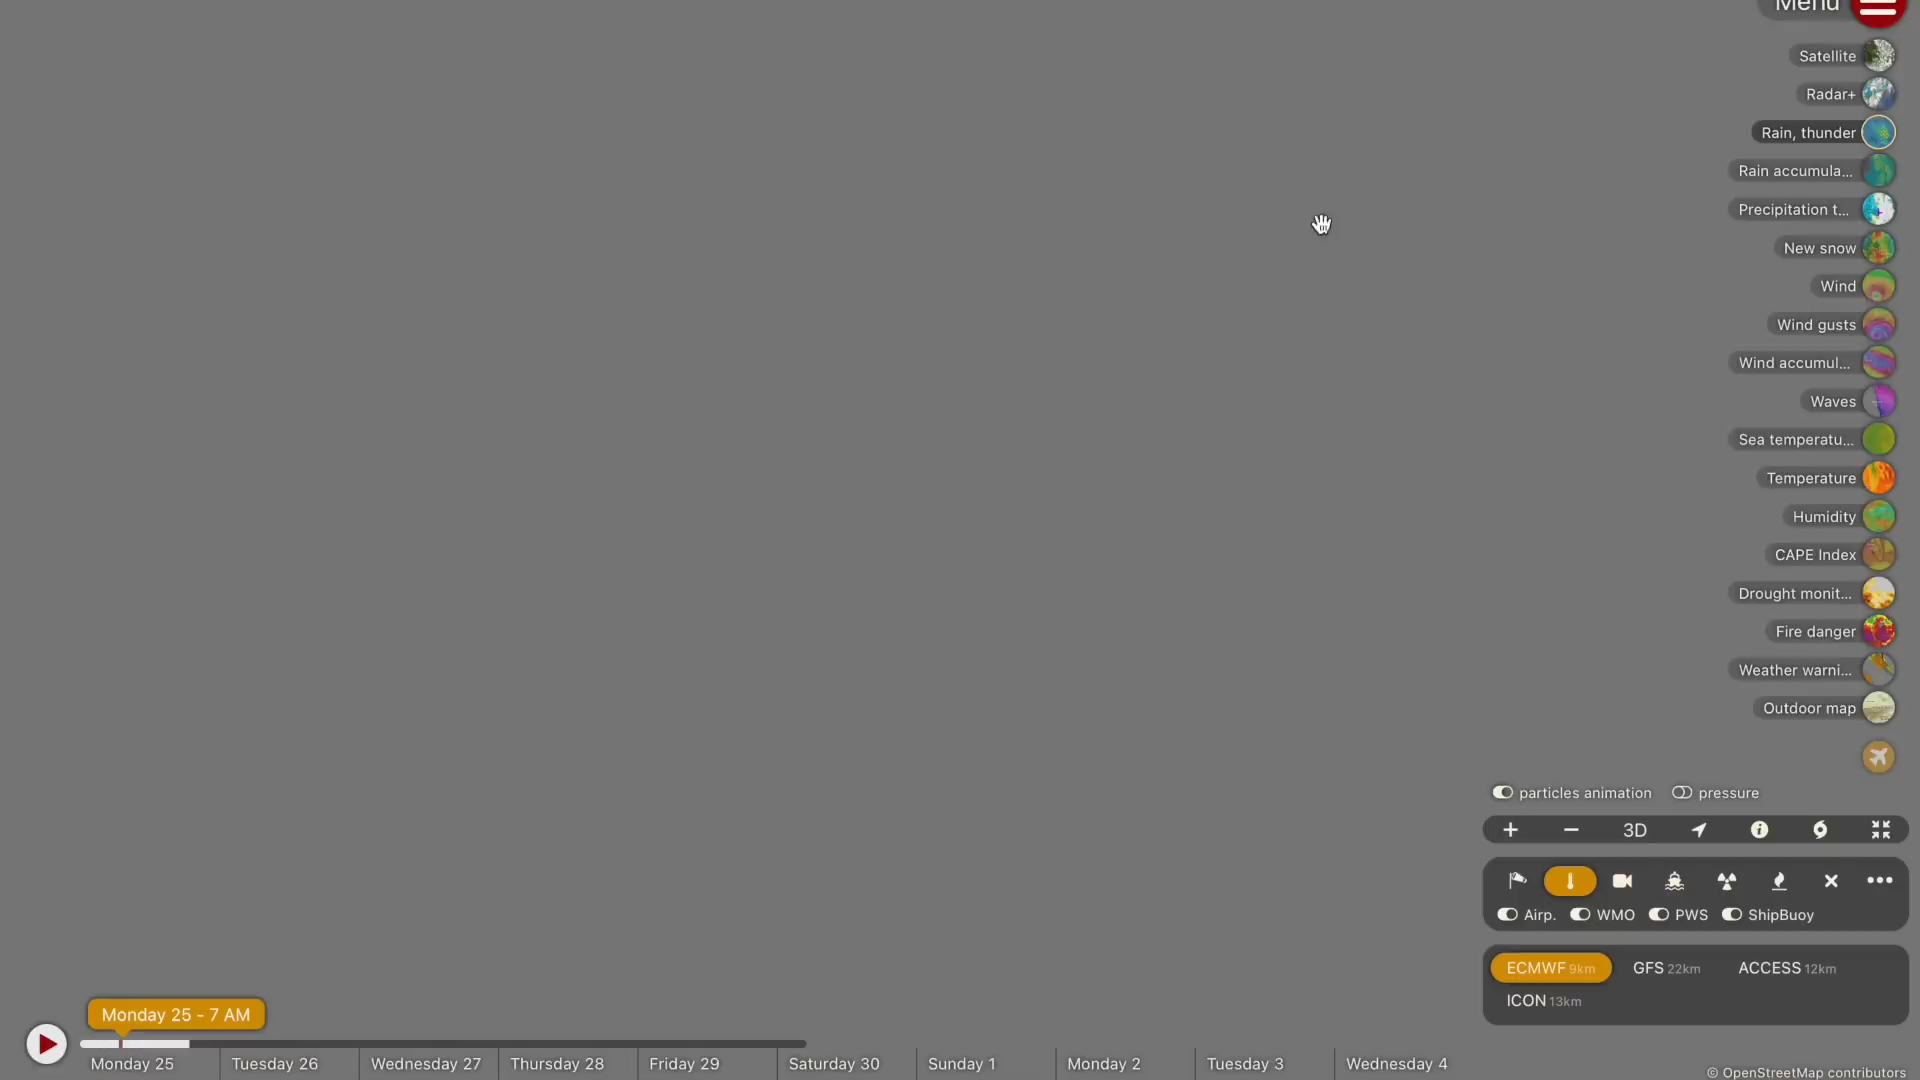 Menu
Satellite
Radar+
Rain, thunder
Rain accumula...
Precipitation t...
New snow
Wind
Wind gusts
Wind accumul...
Waves
Sea temperatu...
Temperature
Humidity
CAPE Index
Drought monit...
Fire danger
Weather warni...
Outdoor map
particles animation pressure
3D
Airp. WMO PWS ShipBuoy
ECMWF 9km GFS 22km ACCESS 12km
ICON 13km
Monday 25 - 7 AM
Monday 25 Tuesday 26 Wednesday 27 Thursday 28 Friday 29 Saturday 30 Sunday 1 Monday 2 Tuesday 3 Wednesday 4
© OpenStreetMap contributors